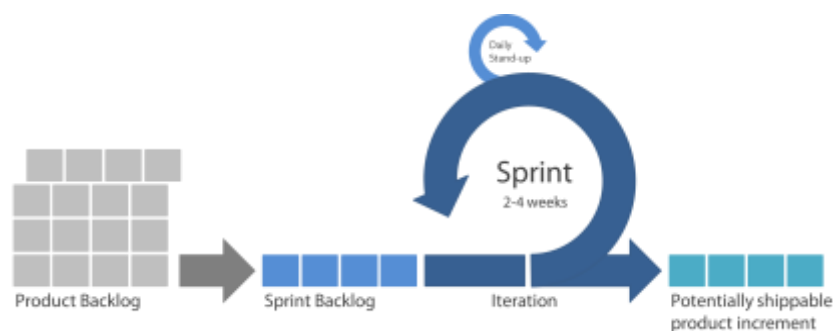 Daily
Stand-up
Sprint
2-4 weeks
Product Backlog
Sprint Backlog
Iteration
Potentially shippable
product increment